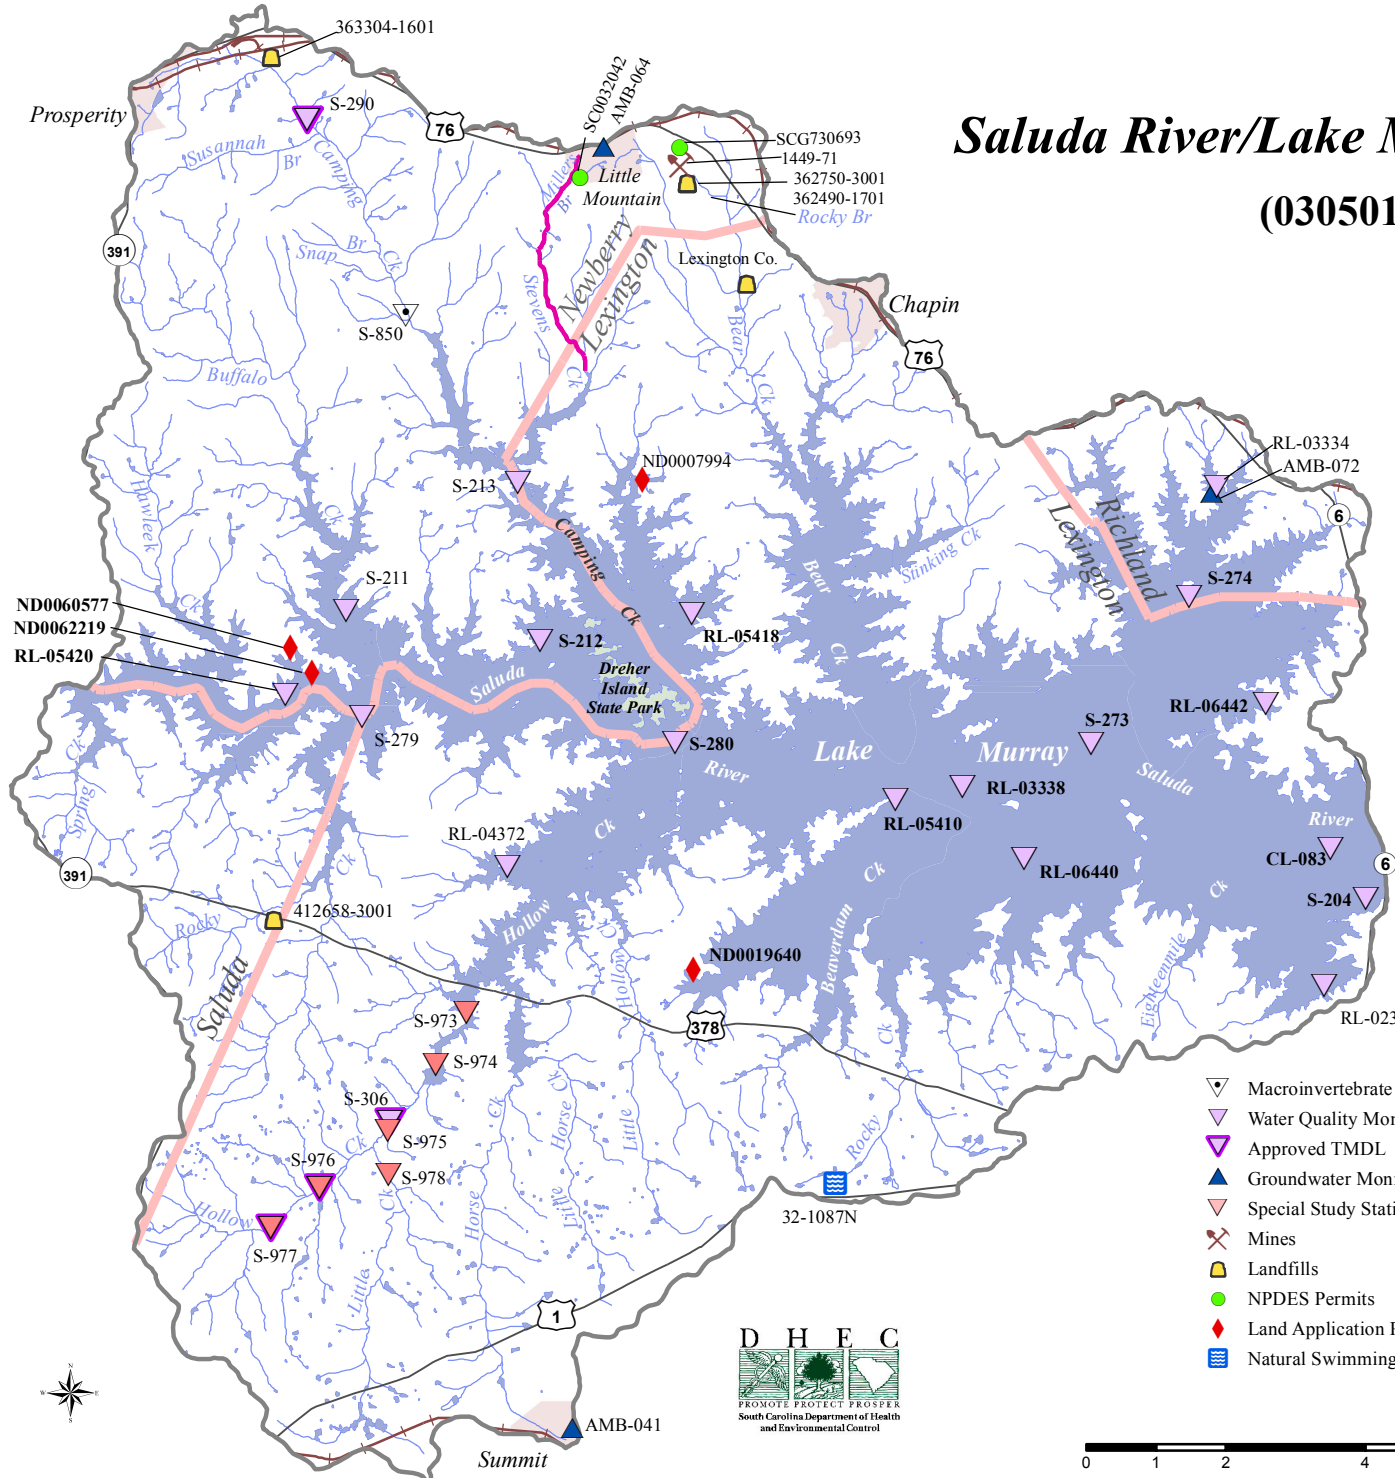 Saluda River/Lake M
(030501
363304-1601
Prosperity
S-290
76
SC0032042
AMB-064
SCG730693
1449-71
362750-3001
362490-1701
Rocky Br
Susannah
Br
Camping
Ck
Millers
Br
Little
Mountain
391
Br
Snap
Newberry
Lexington
Lexington Co.
Chapin
S-850
Stevens
Ck
Bear
Ck
76
Buffalo
Ck
RL-03334
AMB-072
6
ND0007994
S-213
Hawleek
Ck
Camping
Ck
Bear
Ck
Stinking Ck
Richland
Lexington
S-211
S-274
ND0060577
ND0062219
RL-05420
S-212
RL-05418
Dreher
Island
State Park
Saluda
RL-06442
S-273
S-279
S-280
River
Lake
Murray
Saluda
River
Ck
Spring
RL-03338
RL-05410
RL-04372
Ck
Ck
RL-06440
CL-083
6
391
Ck
S-204
Ck
Rocky
412658-3001
Hollow
Ck
Hollow
Little
ND0019640
Beaverdam
Eighteenmile
Saluda
S-973
378
Ck
Rocky
RL-023
S-974
S-306
S-975
Ck
S-976
S-978
Ck
Horse
Ck
Horse
Little
Hollow
S-977
Ck
Little
32-1087N
1
Macroinvertebrate
Water Quality Mon
Approved TMDL
Groundwater Moni
Special Study Stati
Mines
Landfills
NPDES Permits
Land Application P
Natural Swimming
D H E C
PROMOTE PROTECT PROSPER
South Carolina Department of Health
and Environmental Control
N
W E
S
AMB-041
Summit
0 1 2 4